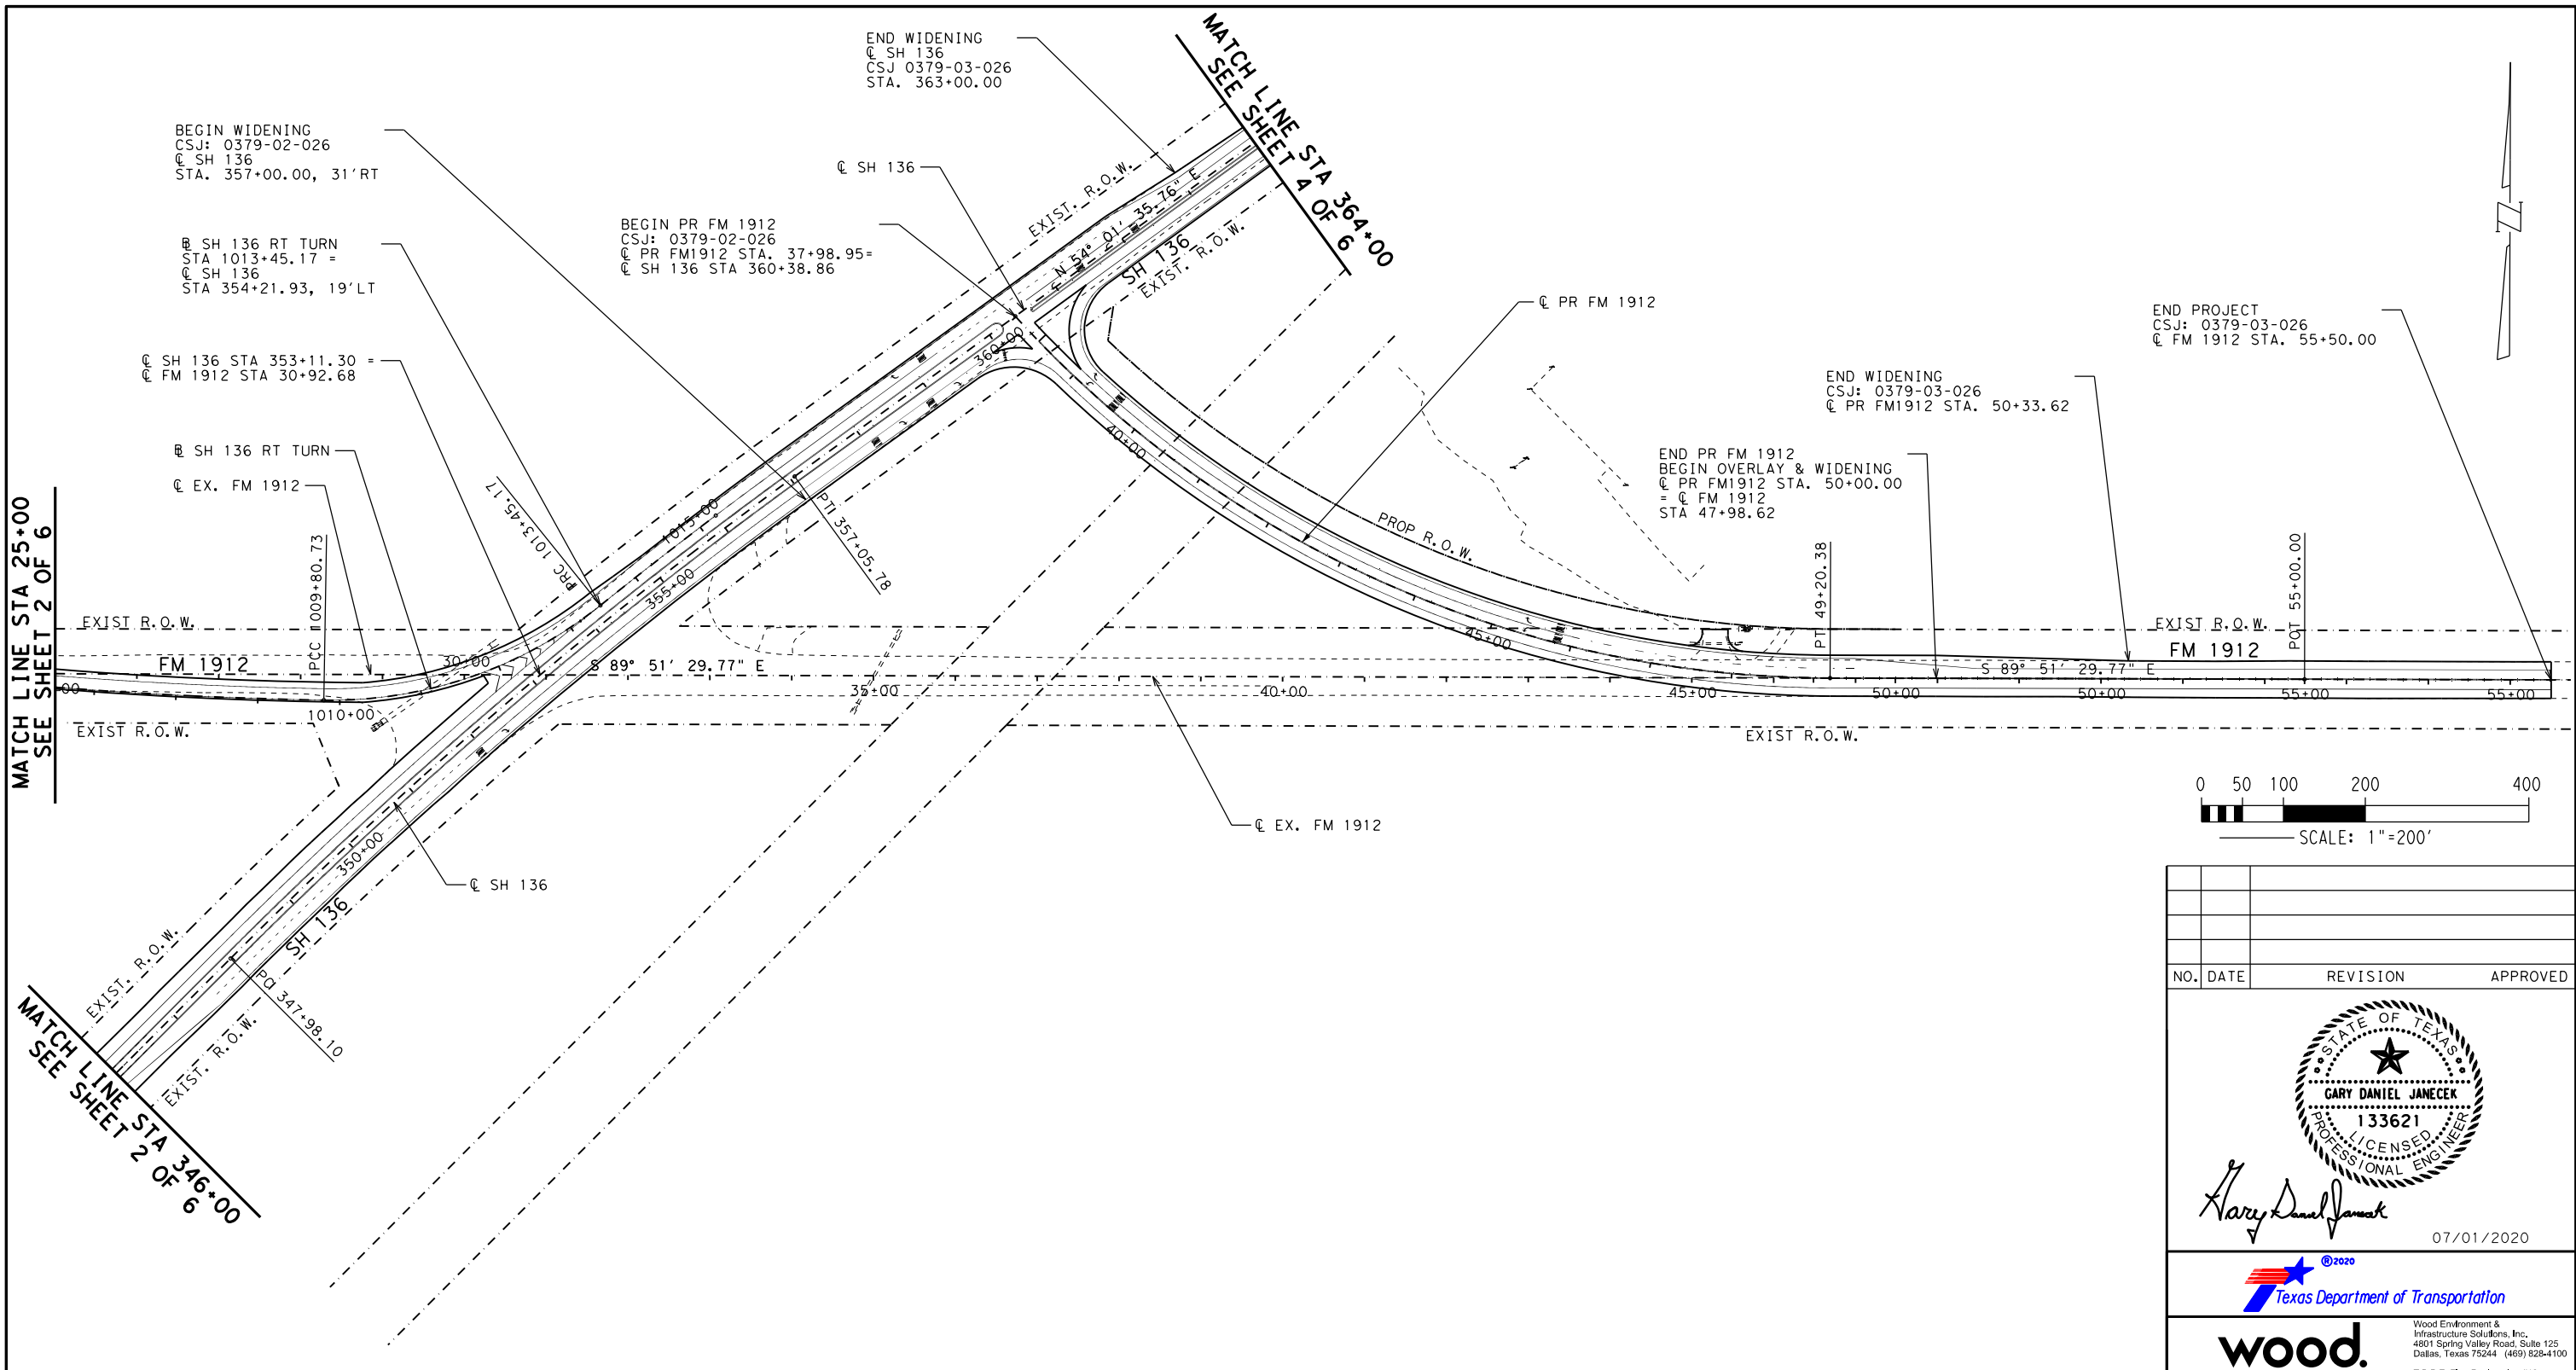 END WIDENING
℄ SH 136
CSJ 0379-03-026
STA. 363+00.00
MATCH LINE STA 364+00
SEE SHEET 4 OF 6
BEGIN WIDENING
CSJ: 0379-02-026
℄ SH 136
STA. 357+00.00, 31'RT
℄ SH 136
EXIST. R.O.W.
N 54° 01' 35.76" E
SH 136
EXIST. R.O.W.
BEGIN PR FM 1912
CSJ: 0379-02-026
℄ PR FM1912 STA. 37+98.95=
℄ SH 136 STA 360+38.86
B SH 136 RT TURN
STA 1013+45.17 =
℄ SH 136
STA 354+21.93, 19'LT
℄ PR FM 1912
END PROJECT
CSJ: 0379-03-026
℄ FM 1912 STA. 55+50.00
360+00
℄ SH 136 STA 353+11.30 =
℄ FM 1912 STA 30+92.68
END WIDENING
CSJ: 0379-03-026
℄ PR FM1912 STA. 50+33.62
40+00
B SH 136 RT TURN
℄ EX. FM 1912
END PR FM 1912
BEGIN OVERLAY & WIDENING
℄ PR FM1912 STA. 50+00.00
= ℄ FM 1912
STA 47+98.62
MATCH LINE STA 25+00
SEE SHEET 2 OF 6
PCC 1009+80.73
PRC 1013+45.17
1015+00
355+00
PTI 357+05.78
PROP R.O.W.
PT 49+20.38
POT 55+00.00
EXIST R.O.W.
EXIST R.O.W.
FM 1912
30+00
S 89° 51' 29.77" E
45+00
S 89° 51' 29.77" E
FM 1912
00
35+00
40+00
45+00
50+00
50+00
55+00
55+00
1010+00
EXIST R.O.W.
EXIST R.O.W.
0 50 100 200 400
SCALE: 1"=200'
℄ EX. FM 1912
350+00
℄ SH 136
SH 136
EXIST. R.O.W.
PCI 347+98.10
EXIST. R.O.W.
MATCH LINE STA 346+00
SEE SHEET 2 OF 6
NO. DATE REVISION APPROVED
STATE OF TEXAS
GARY DANIEL JANECEK
133621
LICENSED
PROFESSIONAL ENGINEER
Gary Daniel Janecek
07/01/2020
®2020
Texas Department of Transportation
wood.
Wood Environment &
Infrastructure Solutions, Inc.
4801 Spring Valley Road, Suite 125
Dallas, Texas 75244 (469) 828-4100